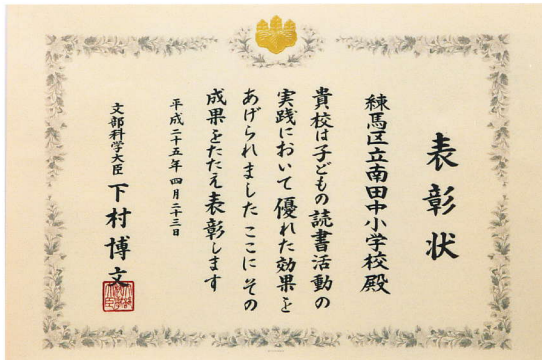 表彰状
練馬区立南田中小学校殿
貴校は子どもの読書活動の
実践において優れた効果を
あげられました ここに その
成果をたたえ表彰します
平成二十五年四月二十三日
文部科学大臣 下村博文